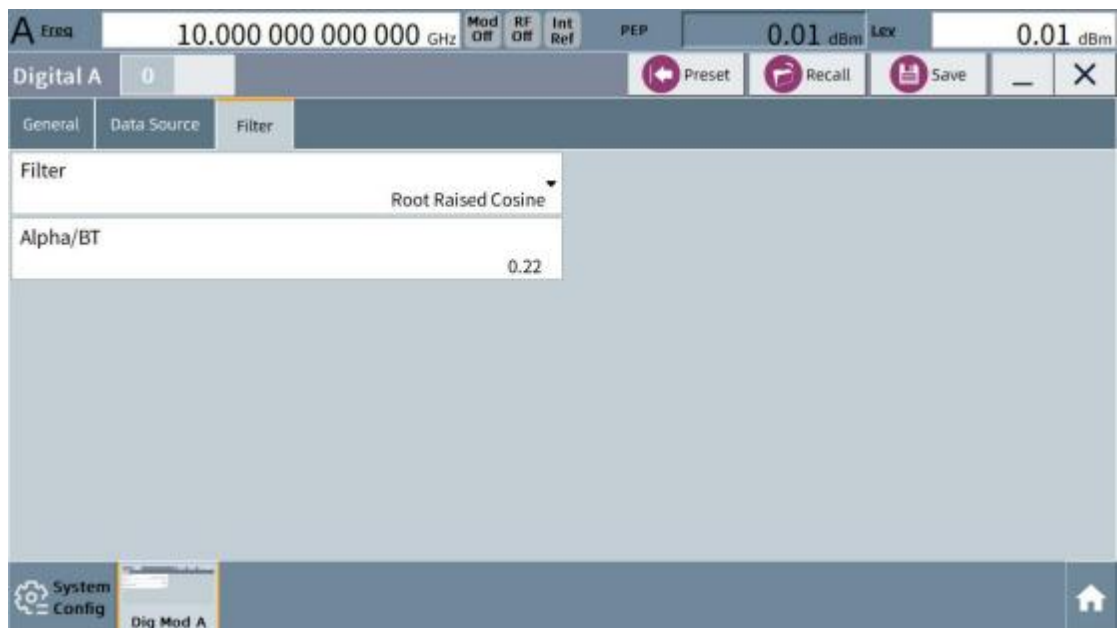 A Freq 10.000 000 000 000 GHz Mod Off RF Off Int Ref PEP 0.01 dBm Lev 0.01 dBm
Digital A 0 Preset Recall Save
General Data Source Filter
Filter
Root Raised Cosine
Alpha/BT
0.22
System Config
Dig Mod A